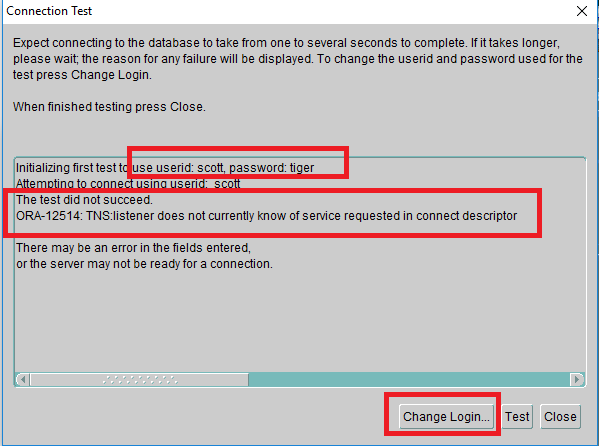 Connection Test
Expect connecting to the database to take from one to several seconds to complete. If it takes longer,
please wait; the reason for any failure will be displayed. To change the userid and password used for the
test press Change Login.
When finished testing press Close.
Initializing first test to use userid: scott, password: tiger
Attempting to connect using userid:  scott
The test did not succeed.
ORA-12514: TNS:listener does not currently know of service requested in connect descriptor
There may be an error in the fields entered,
or the server may not be ready for a connection.
Change Login... Test Close